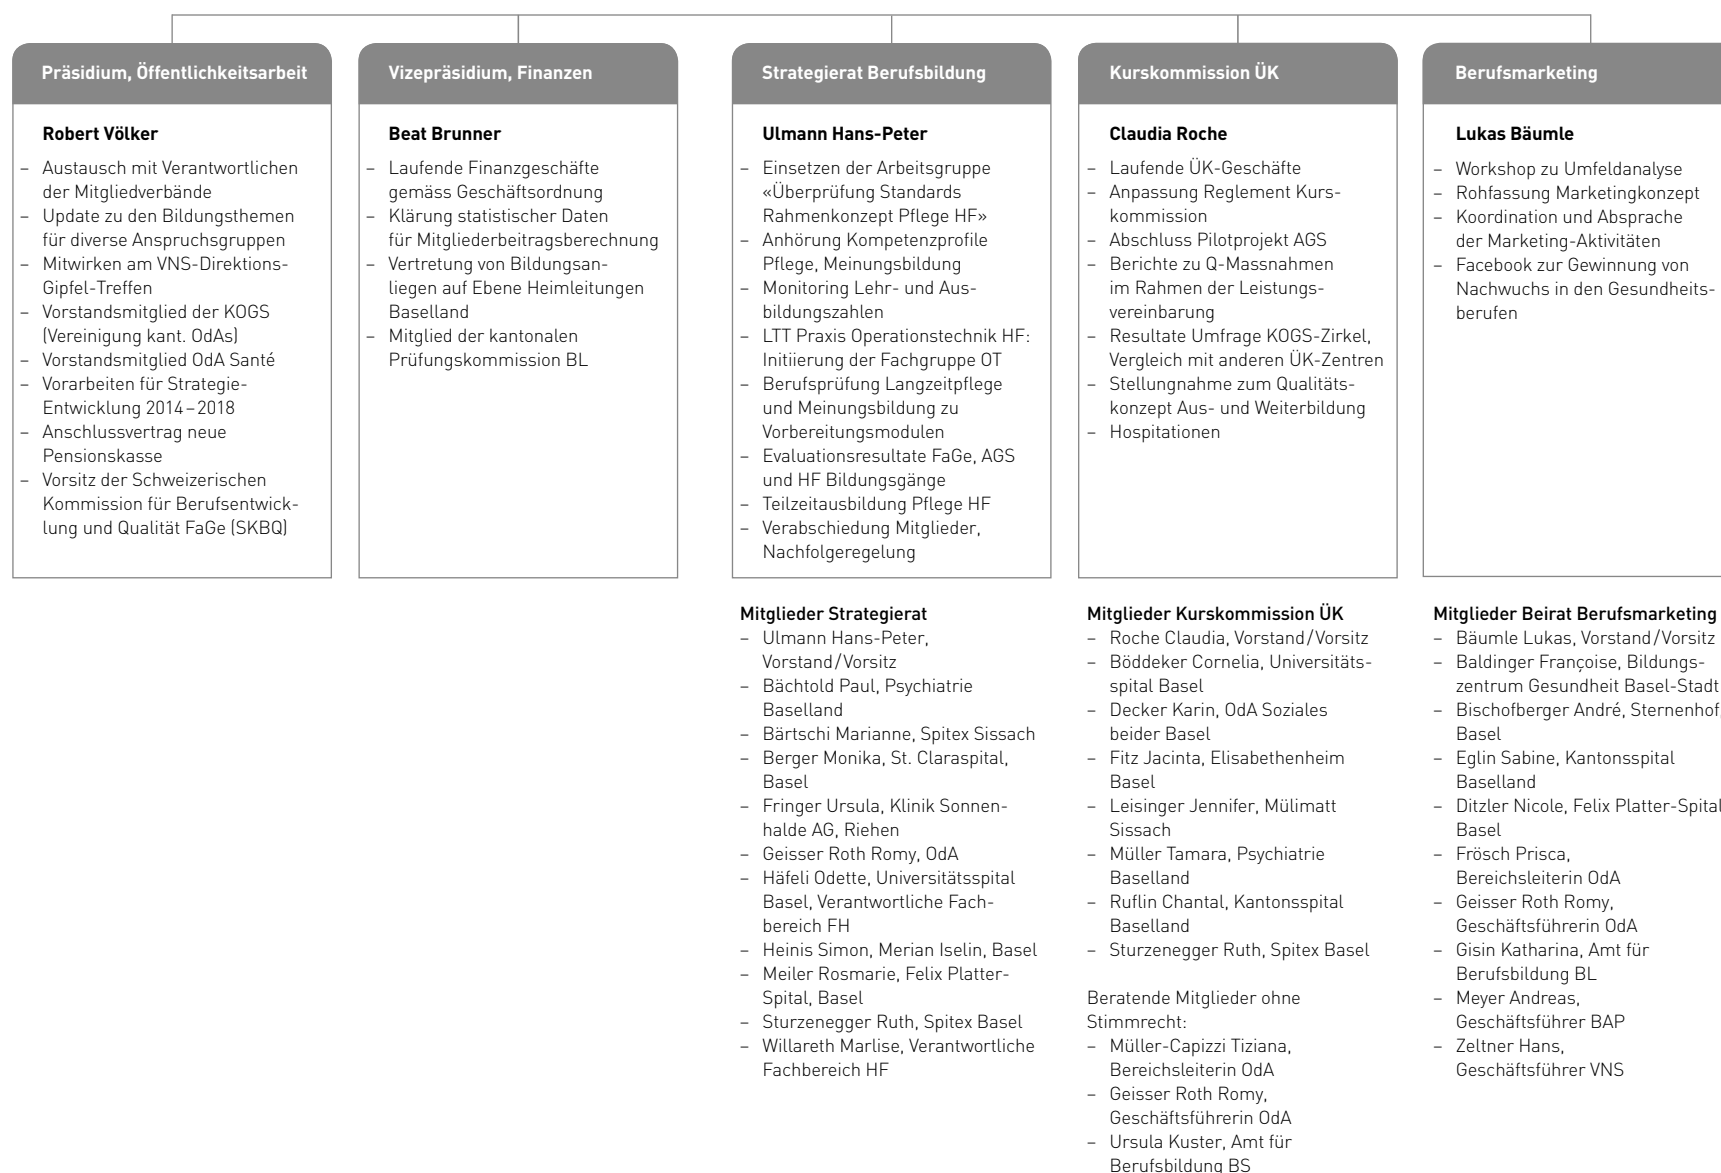 Präsidium, Öffentlichkeitsarbeit
Robert Völker
– Austausch mit Verantwortlichen
der Mitgliedverbände
– Update zu den Bildungsthemen
für diverse Anspruchsgruppen
– Mitwirken am VNS-Direktions-
Gipfel-Treffen
– Vorstandsmitglied der KOGS
(Vereinigung kant. OdAs)
– Vorstandsmitglied OdA Santé
– Vorarbeiten für Strategie-
Entwicklung 2014–2018
– Anschlussvertrag neue
Pensionskasse
– Vorsitz der Schweizerischen
Kommission für Berufsentwick-
lung und Qualität FaGe (SKBQ)
Vizepräsidium, Finanzen
Beat Brunner
– Laufende Finanzgeschäfte
gemäss Geschäftsordnung
– Klärung statistischer Daten
für Mitgliederbeitragsberechnung
– Vertretung von Bildungsan-
liegen auf Ebene Heimleitungen
Baselland
– Mitglied der kantonalen
Prüfungskommission BL
Strategierat Berufsbildung
Ulmann Hans-Peter
– Einsetzen der Arbeitsgruppe
«Überprüfung Standards
Rahmenkonzept Pflege HF»
– Anhörung Kompetenzprofile
Pflege, Meinungsbildung
– Monitoring Lehr- und Aus-
bildungszahlen
– LTT Praxis Operationstechnik HF:
Initiierung der Fachgruppe OT
– Berufsprüfung Langzeitpflege
und Meinungsbildung zu
Vorbereitungsmodulen
– Evaluationsresultate FaGe, AGS
und HF Bildungsgänge
– Teilzeitausbildung Pflege HF
– Verabschiedung Mitglieder,
Nachfolgeregelung
Mitglieder Strategierat
– Ulmann Hans-Peter,
Vorstand/Vorsitz
– Bächtold Paul, Psychiatrie
Baselland
– Bärtschi Marianne, Spitex Sissach
– Berger Monika, St. Claraspital,
Basel
– Fringer Ursula, Klinik Sonnen-
halde AG, Riehen
– Geisser Roth Romy, OdA
– Häfeli Odette, Universitätsspital
Basel, Verantwortliche Fach-
bereich FH
– Heinis Simon, Merian Iselin, Basel
– Meiler Rosmarie, Felix Platter-
Spital, Basel
– Sturzenegger Ruth, Spitex Basel
– Willareth Marlise, Verantwortliche
Fachbereich HF
Kurskommission ÜK
Claudia Roche
– Laufende ÜK-Geschäfte
– Anpassung Reglement Kurs-
kommission
– Abschluss Pilotprojekt AGS
– Berichte zu Q-Massnahmen
im Rahmen der Leistungs-
vereinbarung
– Resultate Umfrage KOGS-Zirkel,
Vergleich mit anderen ÜK-Zentren
– Stellungnahme zum Qualitäts-
konzept Aus- und Weiterbildung
– Hospitationen
Mitglieder Kurskommission ÜK
– Roche Claudia, Vorstand/Vorsitz
– Böddeker Cornelia, Universitäts-
spital Basel
– Decker Karin, OdA Soziales
beider Basel
– Fitz Jacinta, Elisabethenheim
Basel
– Leisinger Jennifer, Mülimatt
Sissach
– Müller Tamara, Psychiatrie
Baselland
– Ruflin Chantal, Kantonsspital
Baselland
– Sturzenegger Ruth, Spitex Basel
Beratende Mitglieder ohne
Stimmrecht:
– Müller-Capizzi Tiziana,
Bereichsleiterin OdA
– Geisser Roth Romy,
Geschäftsführerin OdA
– Ursula Kuster, Amt für
Berufsbildung BS
Berufsmarketing
Lukas Bäumle
– Workshop zu Umfeldanalyse
– Rohfassung Marketingkonzept
– Koordination und Absprache
der Marketing-Aktivitäten
– Facebook zur Gewinnung von
Nachwuchs in den Gesundheits-
berufen
Mitglieder Beirat Berufsmarketing
– Bäumle Lukas, Vorstand/Vorsitz
– Baldinger Françoise, Bildungs-
zentrum Gesundheit Basel-Stadt
– Bischofberger André, Sternenhof,
Basel
– Eglin Sabine, Kantonsspital
Baselland
– Ditzler Nicole, Felix Platter-Spital
Basel
– Frösch Prisca,
Bereichsleiterin OdA
– Geisser Roth Romy,
Geschäftsführerin OdA
– Gisin Katharina, Amt für
Berufsbildung BL
– Meyer Andreas,
Geschäftsführer BAP
– Zeltner Hans,
Geschäftsführer VNS